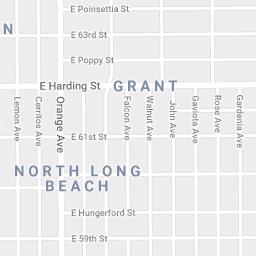 E Poinsettia St
N
E 63rd St
E Poppy St
E Harding St
GRANT
Lemon Ave
Cerritos Ave
Orange Ave
Falcon Ave
Walnut Ave
John Ave
Gaviota Ave
Rose Ave
Gardenia Ave
E 61st St
NORTH LONG
BEACH
E Hungerford St
E 59th St